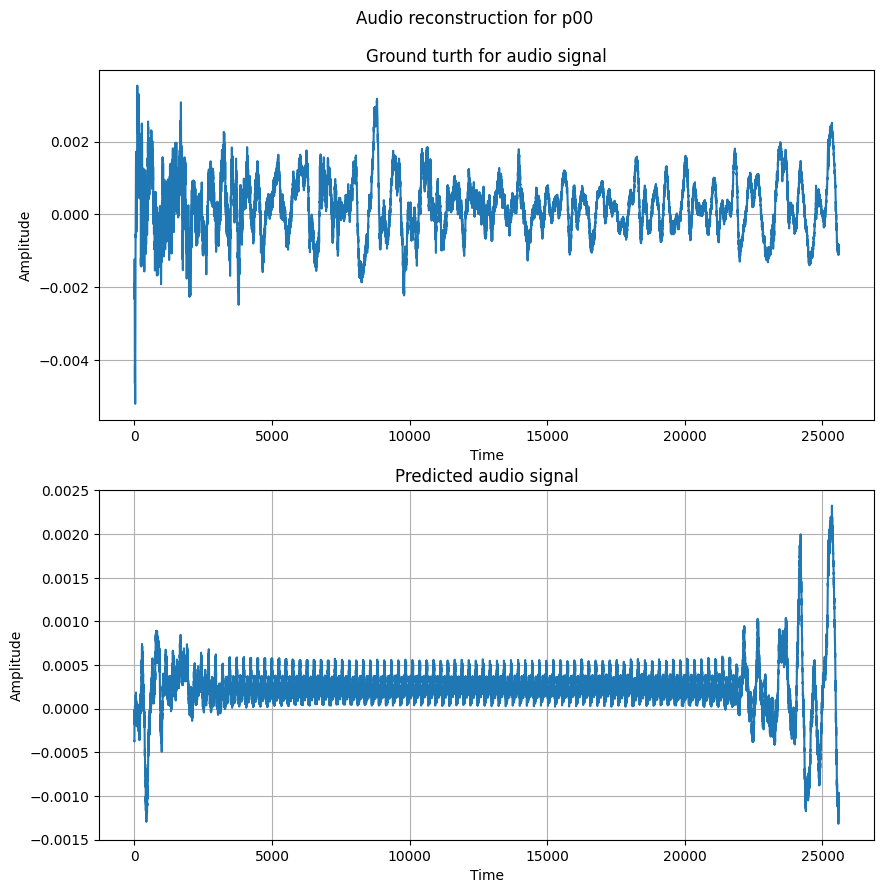 Audio reconstruction for p00
Ground turth for audio signal
0.002
0.000
−0.002
−0.004
Amplitude
0 5000 10000 15000 20000 25000
Time
Predicted audio signal
0.0025
0.0020
0.0015
0.0010
0.0005
0.0000
−0.0005
−0.0010
−0.0015
Amplitude
0 5000 10000 15000 20000 25000
Time